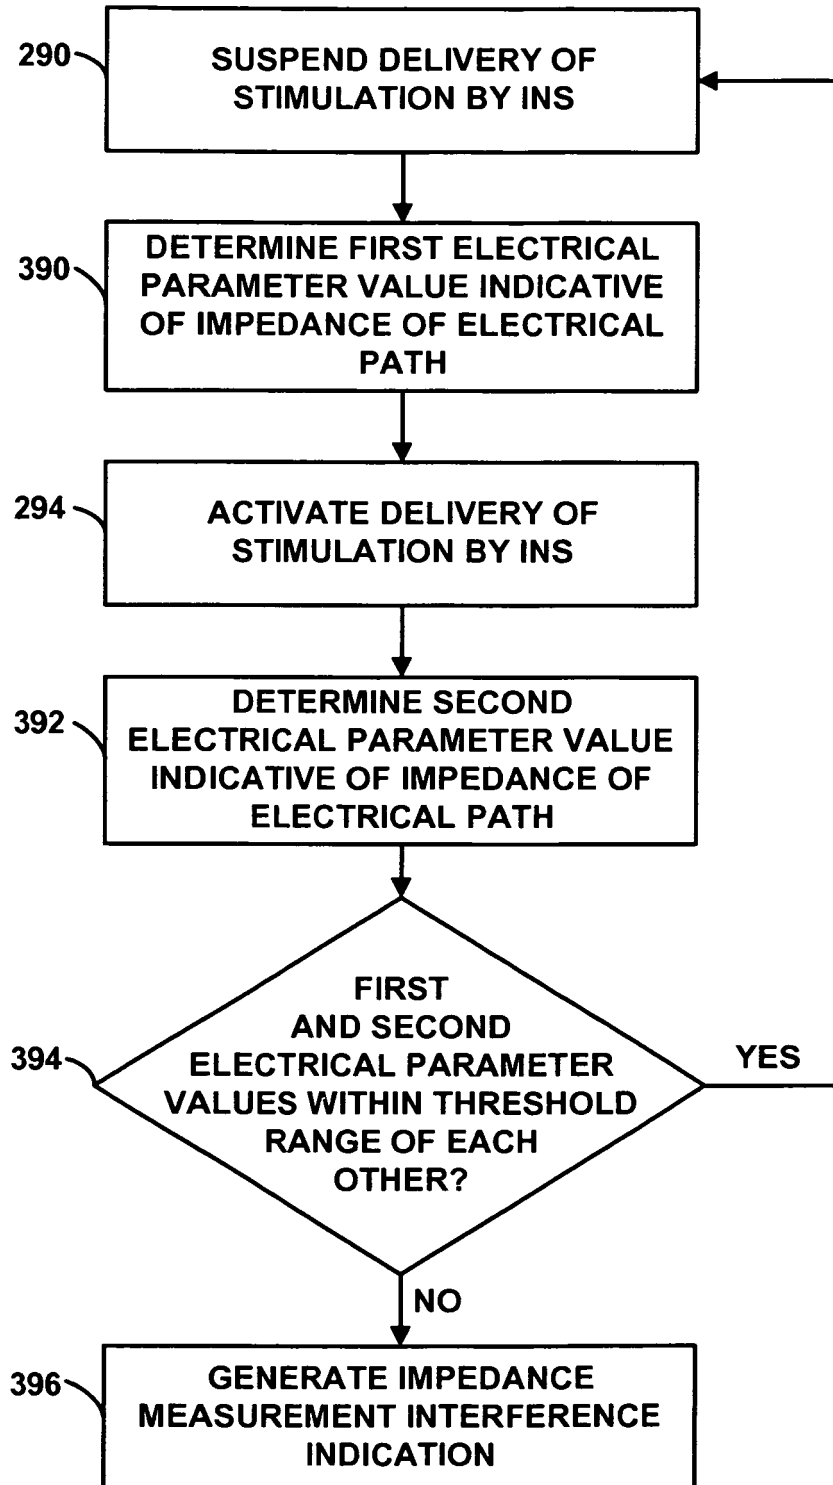 290
SUSPEND DELIVERY OF
STIMULATION BY INS
390
DETERMINE FIRST ELECTRICAL
PARAMETER VALUE INDICATIVE
OF IMPEDANCE OF ELECTRICAL
PATH
294
ACTIVATE DELIVERY OF
STIMULATION BY INS
392
DETERMINE SECOND
ELECTRICAL PARAMETER VALUE
INDICATIVE OF IMPEDANCE OF
ELECTRICAL PATH
394
FIRST
AND SECOND
ELECTRICAL PARAMETER
VALUES WITHIN THRESHOLD
RANGE OF EACH
OTHER?
YES
NO
396
GENERATE IMPEDANCE
MEASUREMENT INTERFERENCE
INDICATION